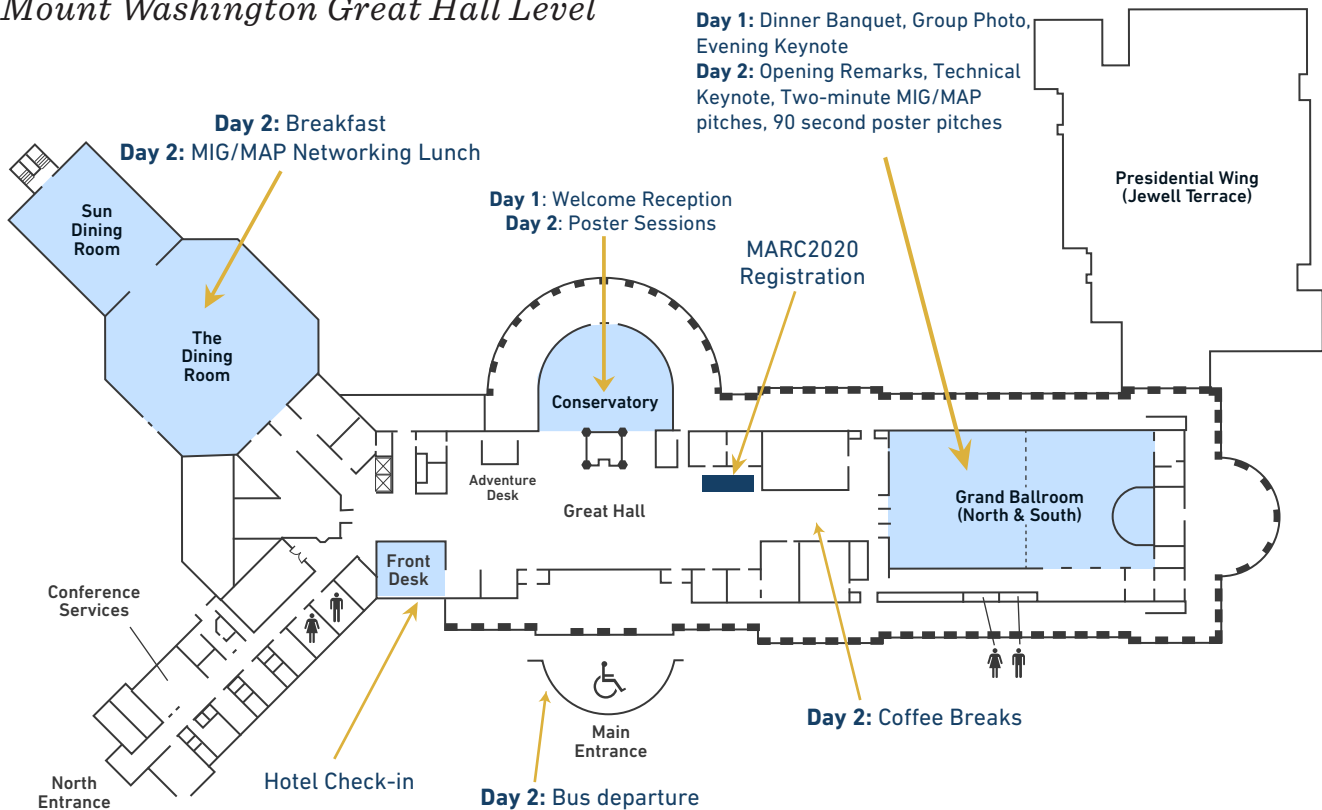 Mount Washington Great Hall Level
Day 1: Dinner Banquet, Group Photo,
Evening Keynote
Day 2: Opening Remarks, Technical
Keynote, Two-minute MIG/MAP
pitches, 90 second poster pitches
Day 2: Breakfast
Day 2: MIG/MAP Networking Lunch
Day 1: Welcome Reception
Day 2: Poster Sessions
MARC2020
Registration
Presidential Wing
(Jewell Terrace)
Sun
Dining
Room
The
Dining
Room
Conservatory
Adventure
Desk
Great Hall
Grand Ballroom
(North & South)
Front
Desk
Conference
Services
Main
Entrance
Day 2: Coffee Breaks
Hotel Check-in
North
Entrance
Day 2: Bus departure